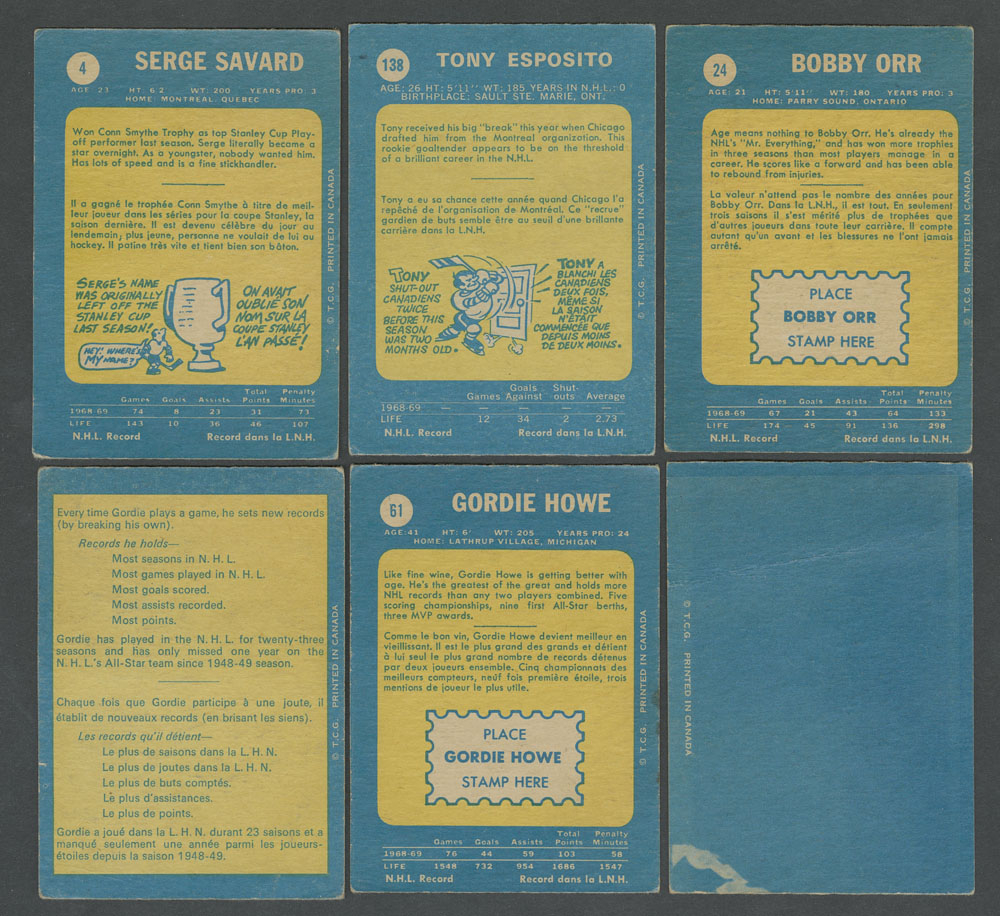 4
SERGE SAVARD
AGE: 23 HT: 6 2 WT: 200 YEARS PRO: 3
HOME: MONTREAL, QUEBEC
Won Conn Smythe Trophy as top Stanley Cup Play-
off performer last season. Serge literally became a
star overnight. As a youngster, nobody wanted him.
Has lots of speed and is a fine stickhandler.
Il a gagné le trophée Conn Smythe à titre de meil-
leur joueur dans les séries pour la coupe Stanley, la
saison dernière. Il est devenu célèbre du jour au
lendemain; plus jeune, personne ne voulait de lui au
hockey. Il patine très vite et tient bien son bâton.
SERGE'S NAME
WAS ORIGINALLY
LEFT OFF THE
STANLEY CUP
LAST SEASON!
HEY! WHERE'S
MY NAME?
ON AVAIT
OUBLIÉ SON
NOM SUR LA
COUPE STANLEY
L'AN PASSÉ!
© T.C.G. PRINTED IN CANADA
Games Goals Assists Total Points Penalty Minutes
1968-69 74 8 23 31 73
LIFE 143 10 36 46 107
N.H.L. Record Record dans la L.N.H.
138
TONY ESPOSITO
AGE: 26 HT: 5'11'' WT: 185 YEARS IN N.H.L.: 0
BIRTHPLACE: SAULT STE. MARIE, ONT.
Tony received his big "break" this year when Chicago
drafted him from the Montreal organization. This
rookie goaltender appears to be on the threshold
of a brilliant career in the N.H.L.
Tony a eu sa chance cette année quand Chicago l'a
repêché de l'organisation de Montréal. Ce "recrue"
gardien de buts semble être au seuil d'une brillante
carrière dans la L.N.H.
TONY
SHUT-OUT
CANADIENS
TWICE
BEFORE THIS
SEASON
WAS TWO
MONTHS OLD.
TONY A
BLANCHI LES
CANADIENS
DEUX FOIS,
MÊME SI
LA SAISON
N'ÉTAIT
COMMENCÉE QUE
DEPUIS MOINS
DE DEUX MOINS.
© T.C.G. PRINTED IN CANADA
Games Goals Against Shut-outs Average
1968-69 — — — —
LIFE 12 34 2 2.73
N.H.L. Record Record dans la L.N.H.
24
BOBBY ORR
AGE: 21 HT: 5'11'' WT: 180 YEARS PRO: 3
HOME: PARRY SOUND, ONTARIO
Age means nothing to Bobby Orr. He's already the
NHL's "Mr. Everything," and has won more trophies
in three seasons than most players manage in a
career. He scores like a forward and has been able
to rebound from injuries.
La valeur n'attend pas le nombre des années pour
Bobby Orr. Dans la L.N.H., il est tout. En seulement
trois saisons il s'est mérité plus de trophées que
d'autres joueurs dans toute leur carrière. Il compte
autant qu'un avant et les blessures ne l'ont jamais
arrêté.
PLACE
BOBBY ORR
STAMP HERE
© T.C.G. PRINTED IN CANADA
Games Goals Assists Total Points Penalty Minutes
1968-69 67 21 43 64 133
LIFE 174 45 91 136 298
N.H.L. Record Record dans la L.N.H.
Every time Gordie plays a game, he sets new records
(by breaking his own).
Records he holds—
Most seasons in N. H. L.
Most games played in N. H. L.
Most goals scored.
Most assists recorded.
Most points.
Gordie has played in the N. H. L. for twenty-three
seasons and has only missed one year on the
N. H. L.'s All-Star team since 1948-49 season.
Chaque fois que Gordie participe à une joute, il
établit de nouveaux records (en brisant les siens).
Les records qu'il détient—
Le plus de saisons dans la L. H. N.
Le plus de joutes dans la L. H. N.
Le plus de buts comptés.
Le plus d'assistances.
Le plus de points.
Gordie a joué dans la L. H. N. durant 23 saisons et a
manqué seulement une année parmi les joueurs-
étoiles depuis la saison 1948-49.
© T.C.G. PRINTED IN CANADA
61
GORDIE HOWE
AGE: 41 HT: 6' WT: 205 YEARS PRO: 24
HOME: LATHRUP VILLAGE, MICHIGAN
Like fine wine, Gordie Howe is getting better with
age. He's the greatest of the great and holds more
NHL records than any two players combined. Five
scoring championships, nine first All-Star berths,
three MVP awards.
Comme le bon vin, Gordie Howe devient meilleur en
vieillissant. Il est le plus grand des grands et détient
à lui seul le plus grand nombre de records détenus
par deux joueurs ensemble. Cinq championnats des
meilleurs compteurs, neuf fois première étoile, trois
mentions de joueur le plus utile.
PLACE
GORDIE HOWE
STAMP HERE
© T.C.G. PRINTED IN CANADA
Games Goals Assists Total Points Penalty Minutes
1968-69 76 44 59 103 58
LIFE 1548 732 954 1686 1547
N.H.L. Record Record dans la L.N.H.
© T.C.G. PRINTED IN CANADA